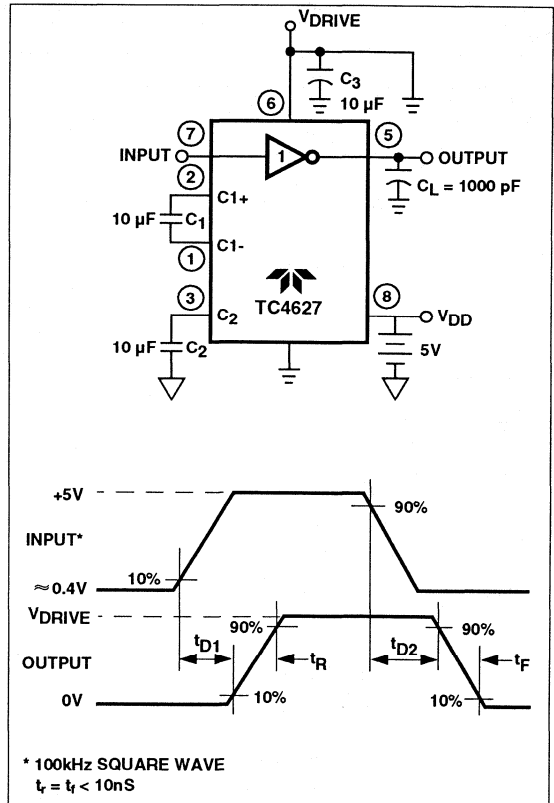 VDRIVE
C3
10 µF
6
7
5
INPUT
1
OUTPUT
2
C1+
CL = 1000 pF
10 µF C1
C1-
1
3
8
TC4627
C2
VDD
10 µF C2
5V
+5V
90%
INPUT*
10%
≈0.4V
VDRIVE
90%
tD1
tR
tD2
90%
tF
OUTPUT
0V
10%
10%
* 100kHz SQUARE WAVE
tr = tf < 10nS